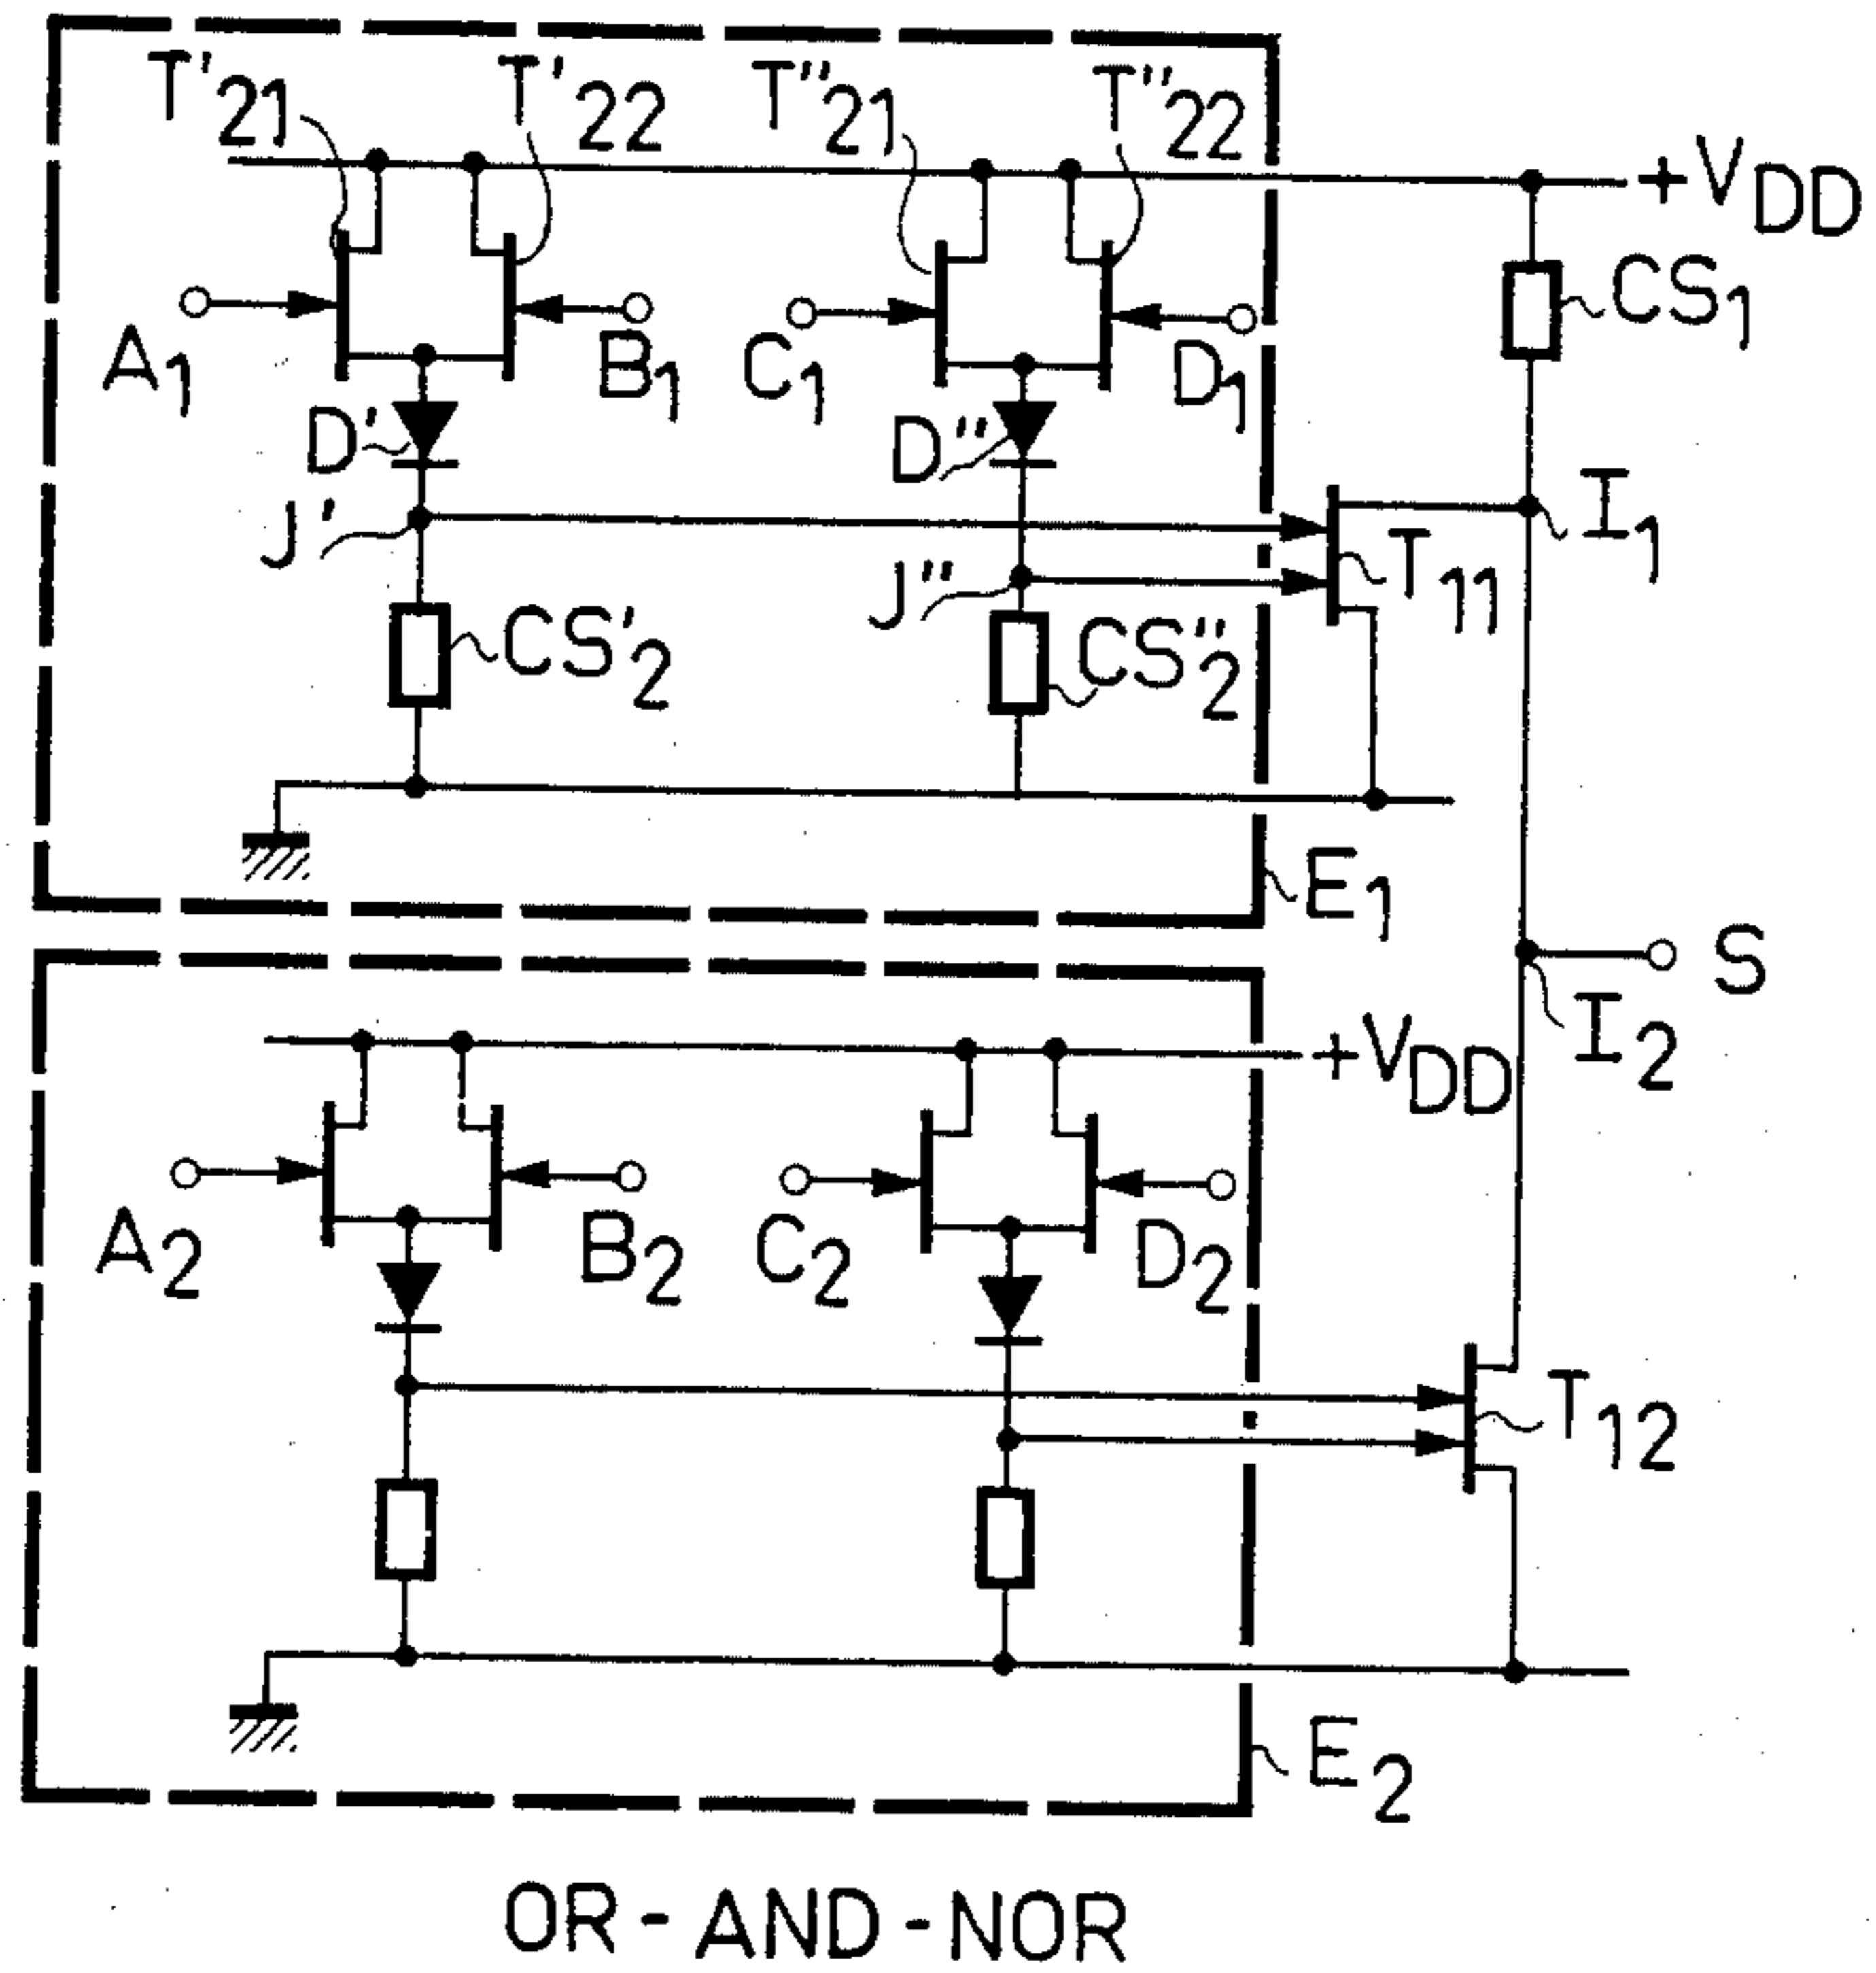 T'21 T'22 T"21 T"22
+VDD
CS1
A1 B1 C1 D1
D' D"
I1
J' T11
J"
CS'2 CS"2
E1
S
I2
+VDD
A2 B2 C2 D2
T12
E2
OR-AND-NOR